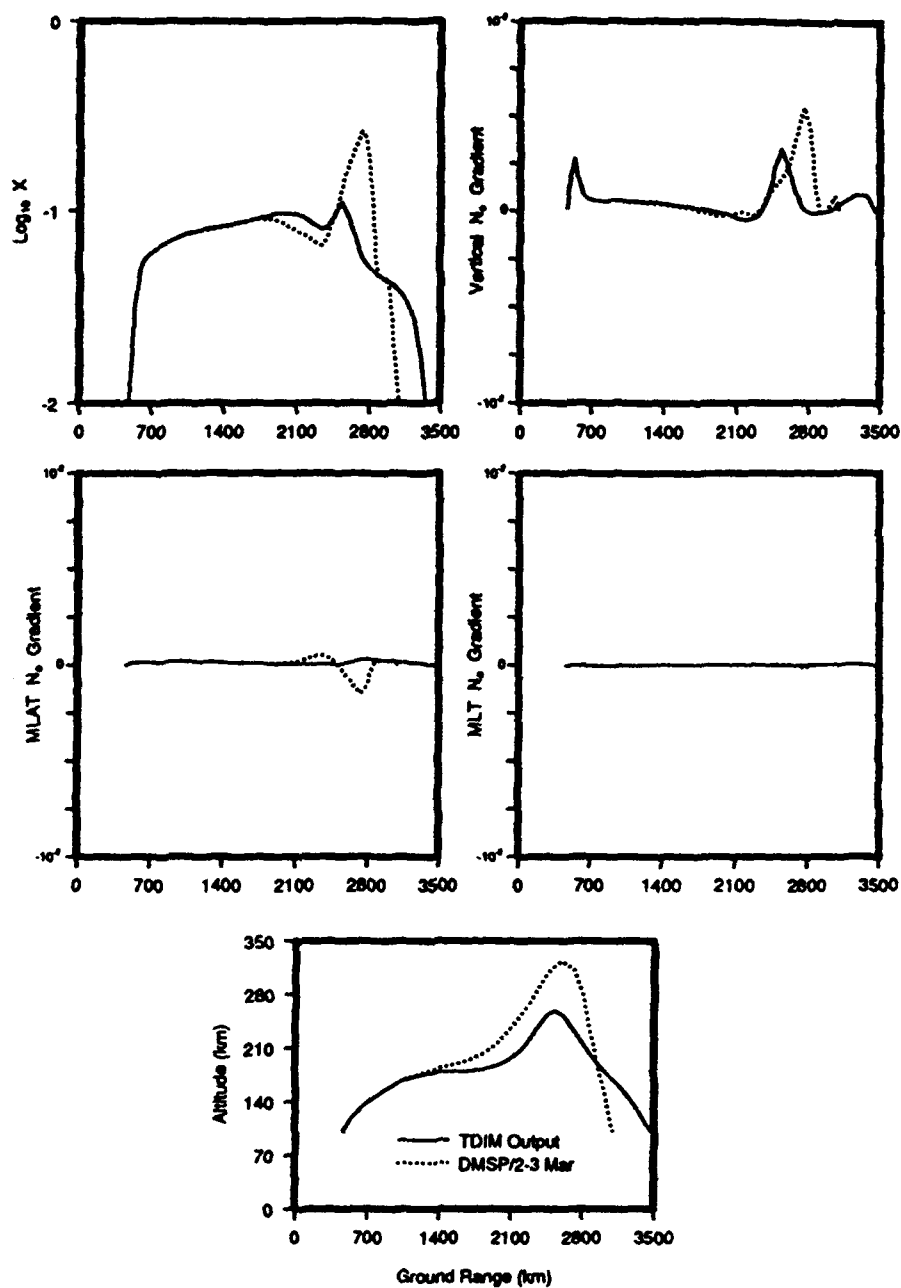 0
-1
-2
Log₁₀ X
0 700 1400 2100 2800 3500
0
Vertical Nₑ Gradient
0 700 1400 2100 2800 3500
0
MLAT Nₑ Gradient
0 700 1400 2100 2800 3500
0
MLT Nₑ Gradient
0 700 1400 2100 2800 3500
350
280
210
140
70
0
Altitude (km)
TDIM Output
DMSP/2-3 Mar
0 700 1400 2100 2800 3500
Ground Range (km)